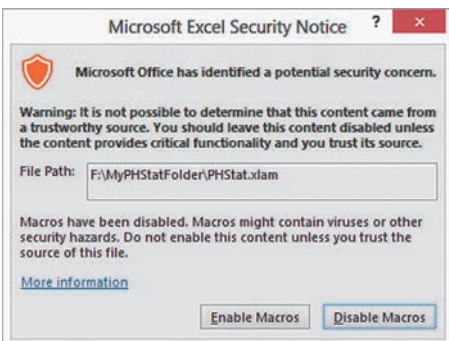 Microsoft Excel Security Notice ? ×
Microsoft Office has identified a potential security concern.
Warning: It is not possible to determine that this content came from
a trustworthy source. You should leave this content disabled unless
the content provides critical functionality and you trust its source.
File Path: F:\MyPHStatFolder\PHStat.xlam
Macros have been disabled. Macros might contain viruses or other
security hazards. Do not enable this content unless you trust the
source of this file.
More information
Enable Macros Disable Macros